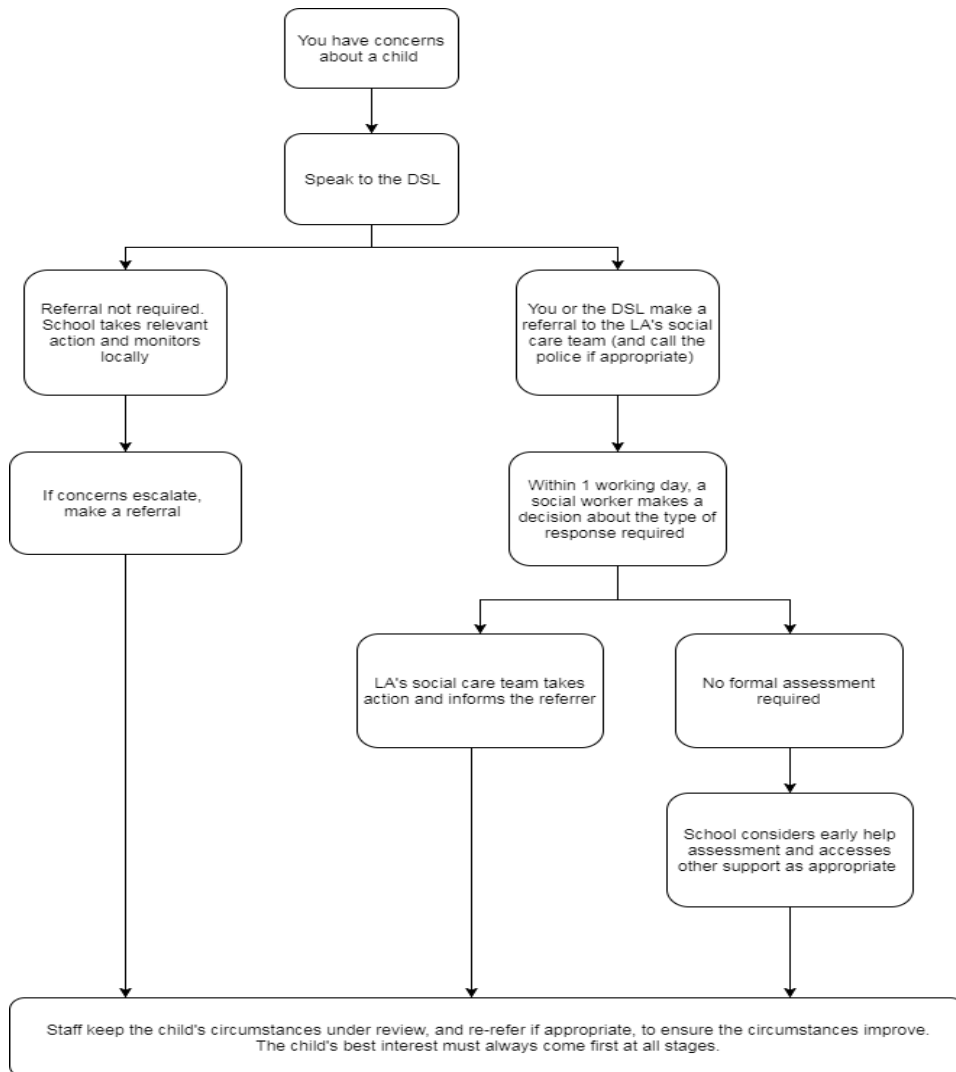 You have concerns
about a child
Speak to the DSL
Referral not required.
School takes relevant
action and monitors
locally
You or the DSL make a
referral to the LA's social
care team (and call the
police if appropriate)
If concerns escalate,
make a referral
Within 1 working day, a
social worker makes a
decision about the type of
response required
LA's social care team takes
action and informs the referrer
No formal assessment
required
School considers early help
assessment and accesses
other support as appropriate
Staff keep the child's circumstances under review, and re-refer if appropriate, to ensure the circumstances improve.
The child's best interest must always come first at all stages.